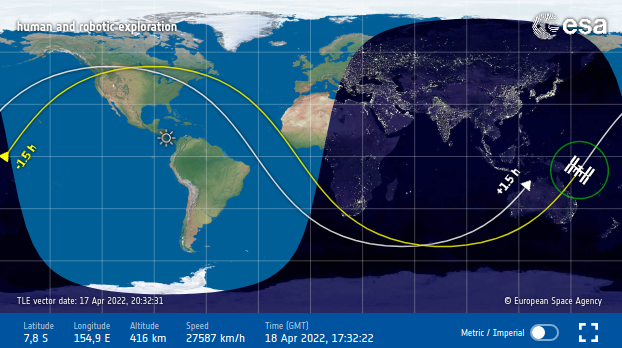 human and robotic exploration
esa
-1.5 h
+1.5 h
TLE vector date: 17 Apr 2022, 20:32:31
© European Space Agency
Latitude
7,8 S
Longitude
154,9 E
Altitude
416 km
Speed
27587 km/h
Time (GMT)
18 Apr 2022, 17:32:22
Metric / Imperial